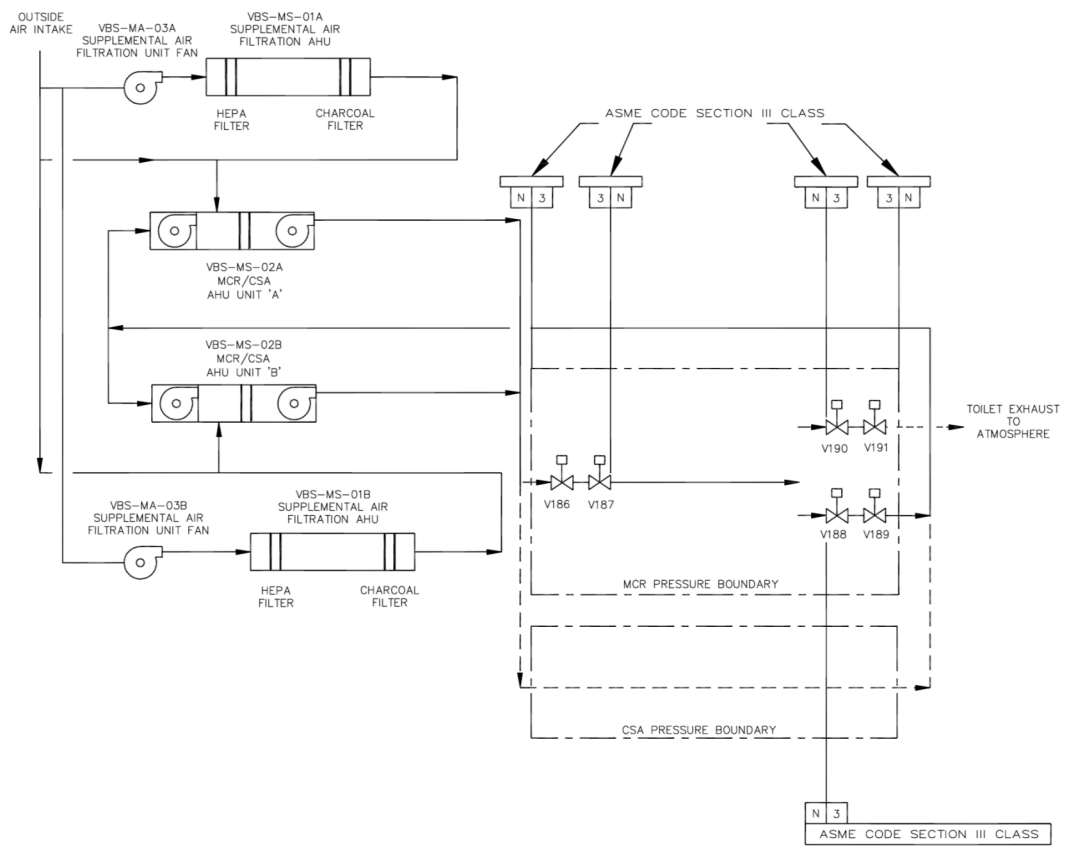 OUTSIDE
AIR INTAKE
VBS-MA-03A
SUPPLEMENTAL AIR
FILTRATION UNIT FAN
VBS-MS-01A
SUPPLEMENTAL AIR
FILTRATION AHU
HEPA
FILTER
CHARCOAL
FILTER
ASME CODE SECTION III CLASS
N 3
3 N
N 3
3 N
VBS-MS-02A
MCR/CSA
AHU UNIT 'A'
VBS-MS-02B
MCR/CSA
AHU UNIT 'B'
V190
V191
TOILET EXHAUST
TO
ATMOSPHERE
V186
V187
V188
V189
VBS-MA-03B
SUPPLEMENTAL AIR
FILTRATION UNIT FAN
VBS-MS-01B
SUPPLEMENTAL AIR
FILTRATION AHU
HEPA
FILTER
CHARCOAL
FILTER
MCR PRESSURE BOUNDARY
CSA PRESSURE BOUNDARY
N 3
ASME CODE SECTION III CLASS